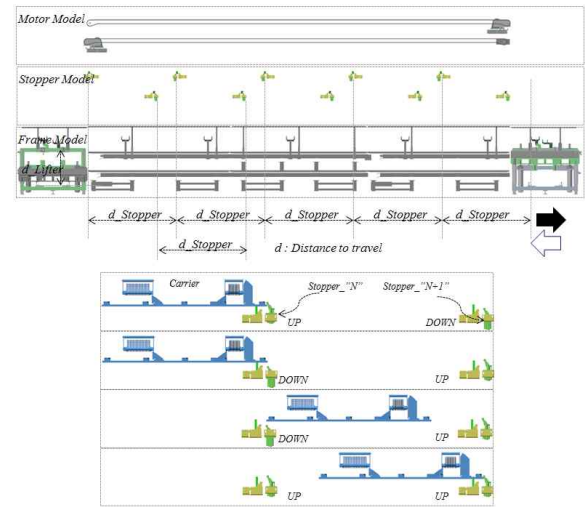 Motor Model
Stopper Model
Frame Model
d_Lifter
d_Stopper d_Stopper d_Stopper d_Stopper d_Stopper
d_Stopper d : Distance to travel
Carrier Stopper_"N" Stopper_"N+1"
UP DOWN
DOWN UP
DOWN UP
UP UP